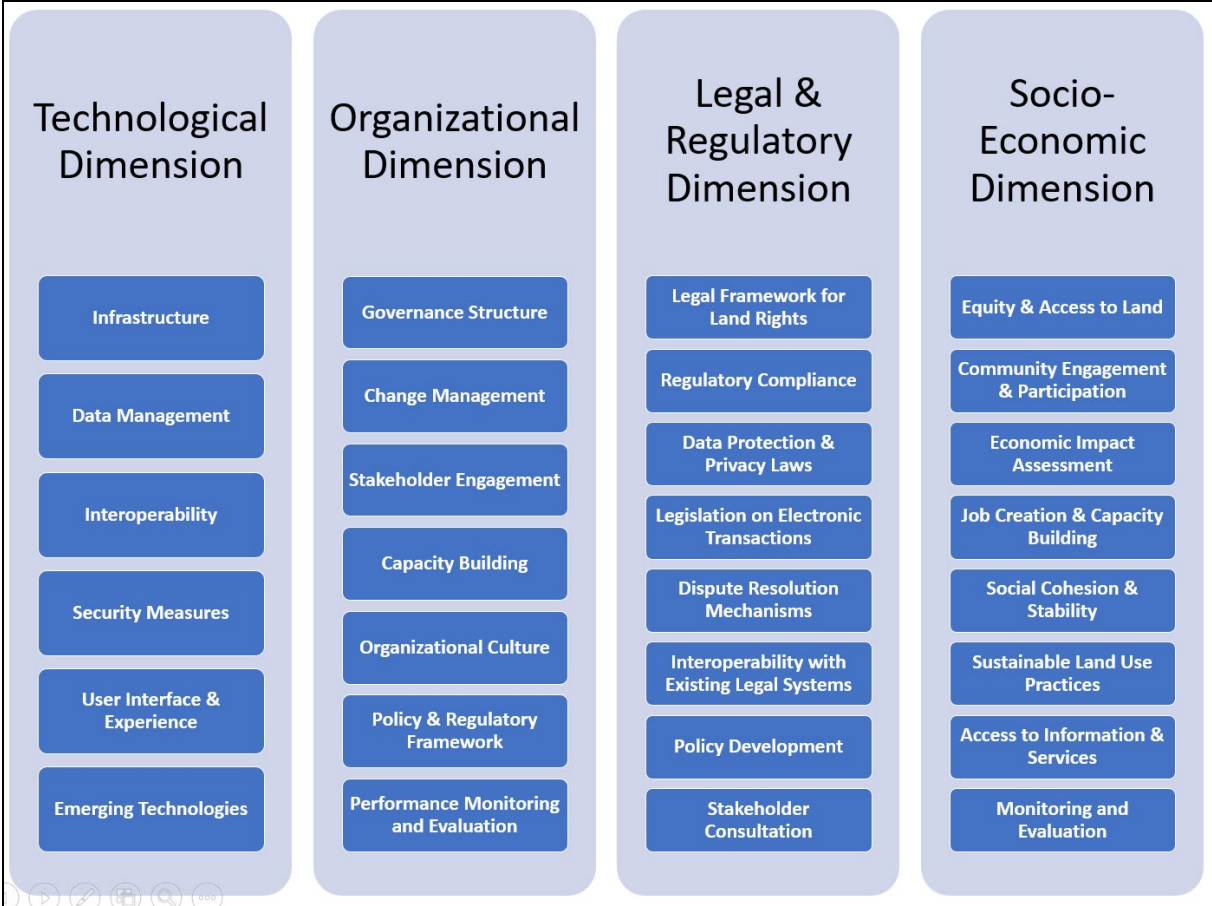 Technological
Dimension
Infrastructure
Data Management
Interoperability
Security Measures
User Interface &
Experience
Emerging Technologies
Organizational
Dimension
Governance Structure
Change Management
Stakeholder Engagement
Capacity Building
Organizational Culture
Policy & Regulatory
Framework
Performance Monitoring
and Evaluation
Legal &
Regulatory
Dimension
Legal Framework for
Land Rights
Regulatory Compliance
Data Protection &
Privacy Laws
Legislation on Electronic
Transactions
Dispute Resolution
Mechanisms
Interoperability with
Existing Legal Systems
Policy Development
Stakeholder
Consultation
Socio-
Economic
Dimension
Equity & Access to Land
Community Engagement
& Participation
Economic Impact
Assessment
Job Creation & Capacity
Building
Social Cohesion &
Stability
Sustainable Land Use
Practices
Access to Information &
Services
Monitoring and
Evaluation